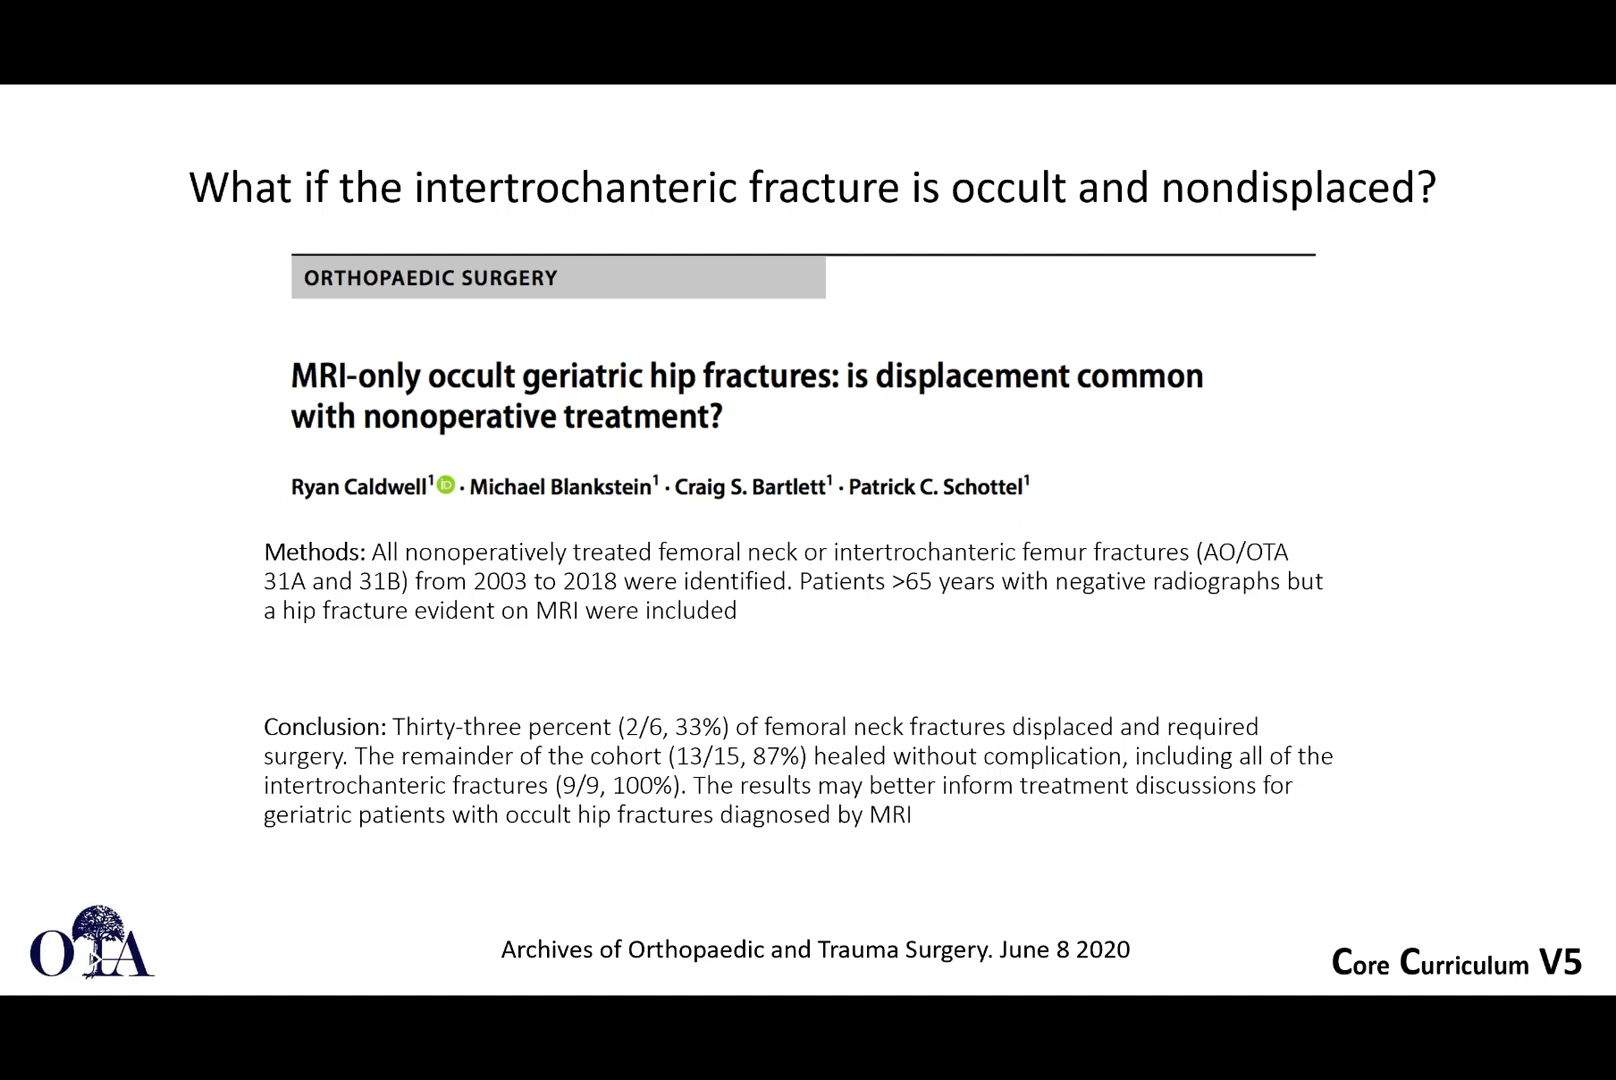 What if the intertrochanteric fracture is occult and nondisplaced?
ORTHOPAEDIC SURGERY
MRI-only occult geriatric hip fractures: is displacement common
with nonoperative treatment?
Ryan Caldwell¹ iD · Michael Blankstein¹ · Craig S. Bartlett¹ · Patrick C. Schottel¹
Methods: All nonoperatively treated femoral neck or intertrochanteric femur fractures (AO/OTA
31A and 31B) from 2003 to 2018 were identified. Patients >65 years with negative radiographs but
a hip fracture evident on MRI were included
Conclusion: Thirty-three percent (2/6, 33%) of femoral neck fractures displaced and required
surgery. The remainder of the cohort (13/15, 87%) healed without complication, including all of the
intertrochanteric fractures (9/9, 100%). The results may better inform treatment discussions for
geriatric patients with occult hip fractures diagnosed by MRI
OTA
Archives of Orthopaedic and Trauma Surgery. June 8 2020
Core Curriculum V5